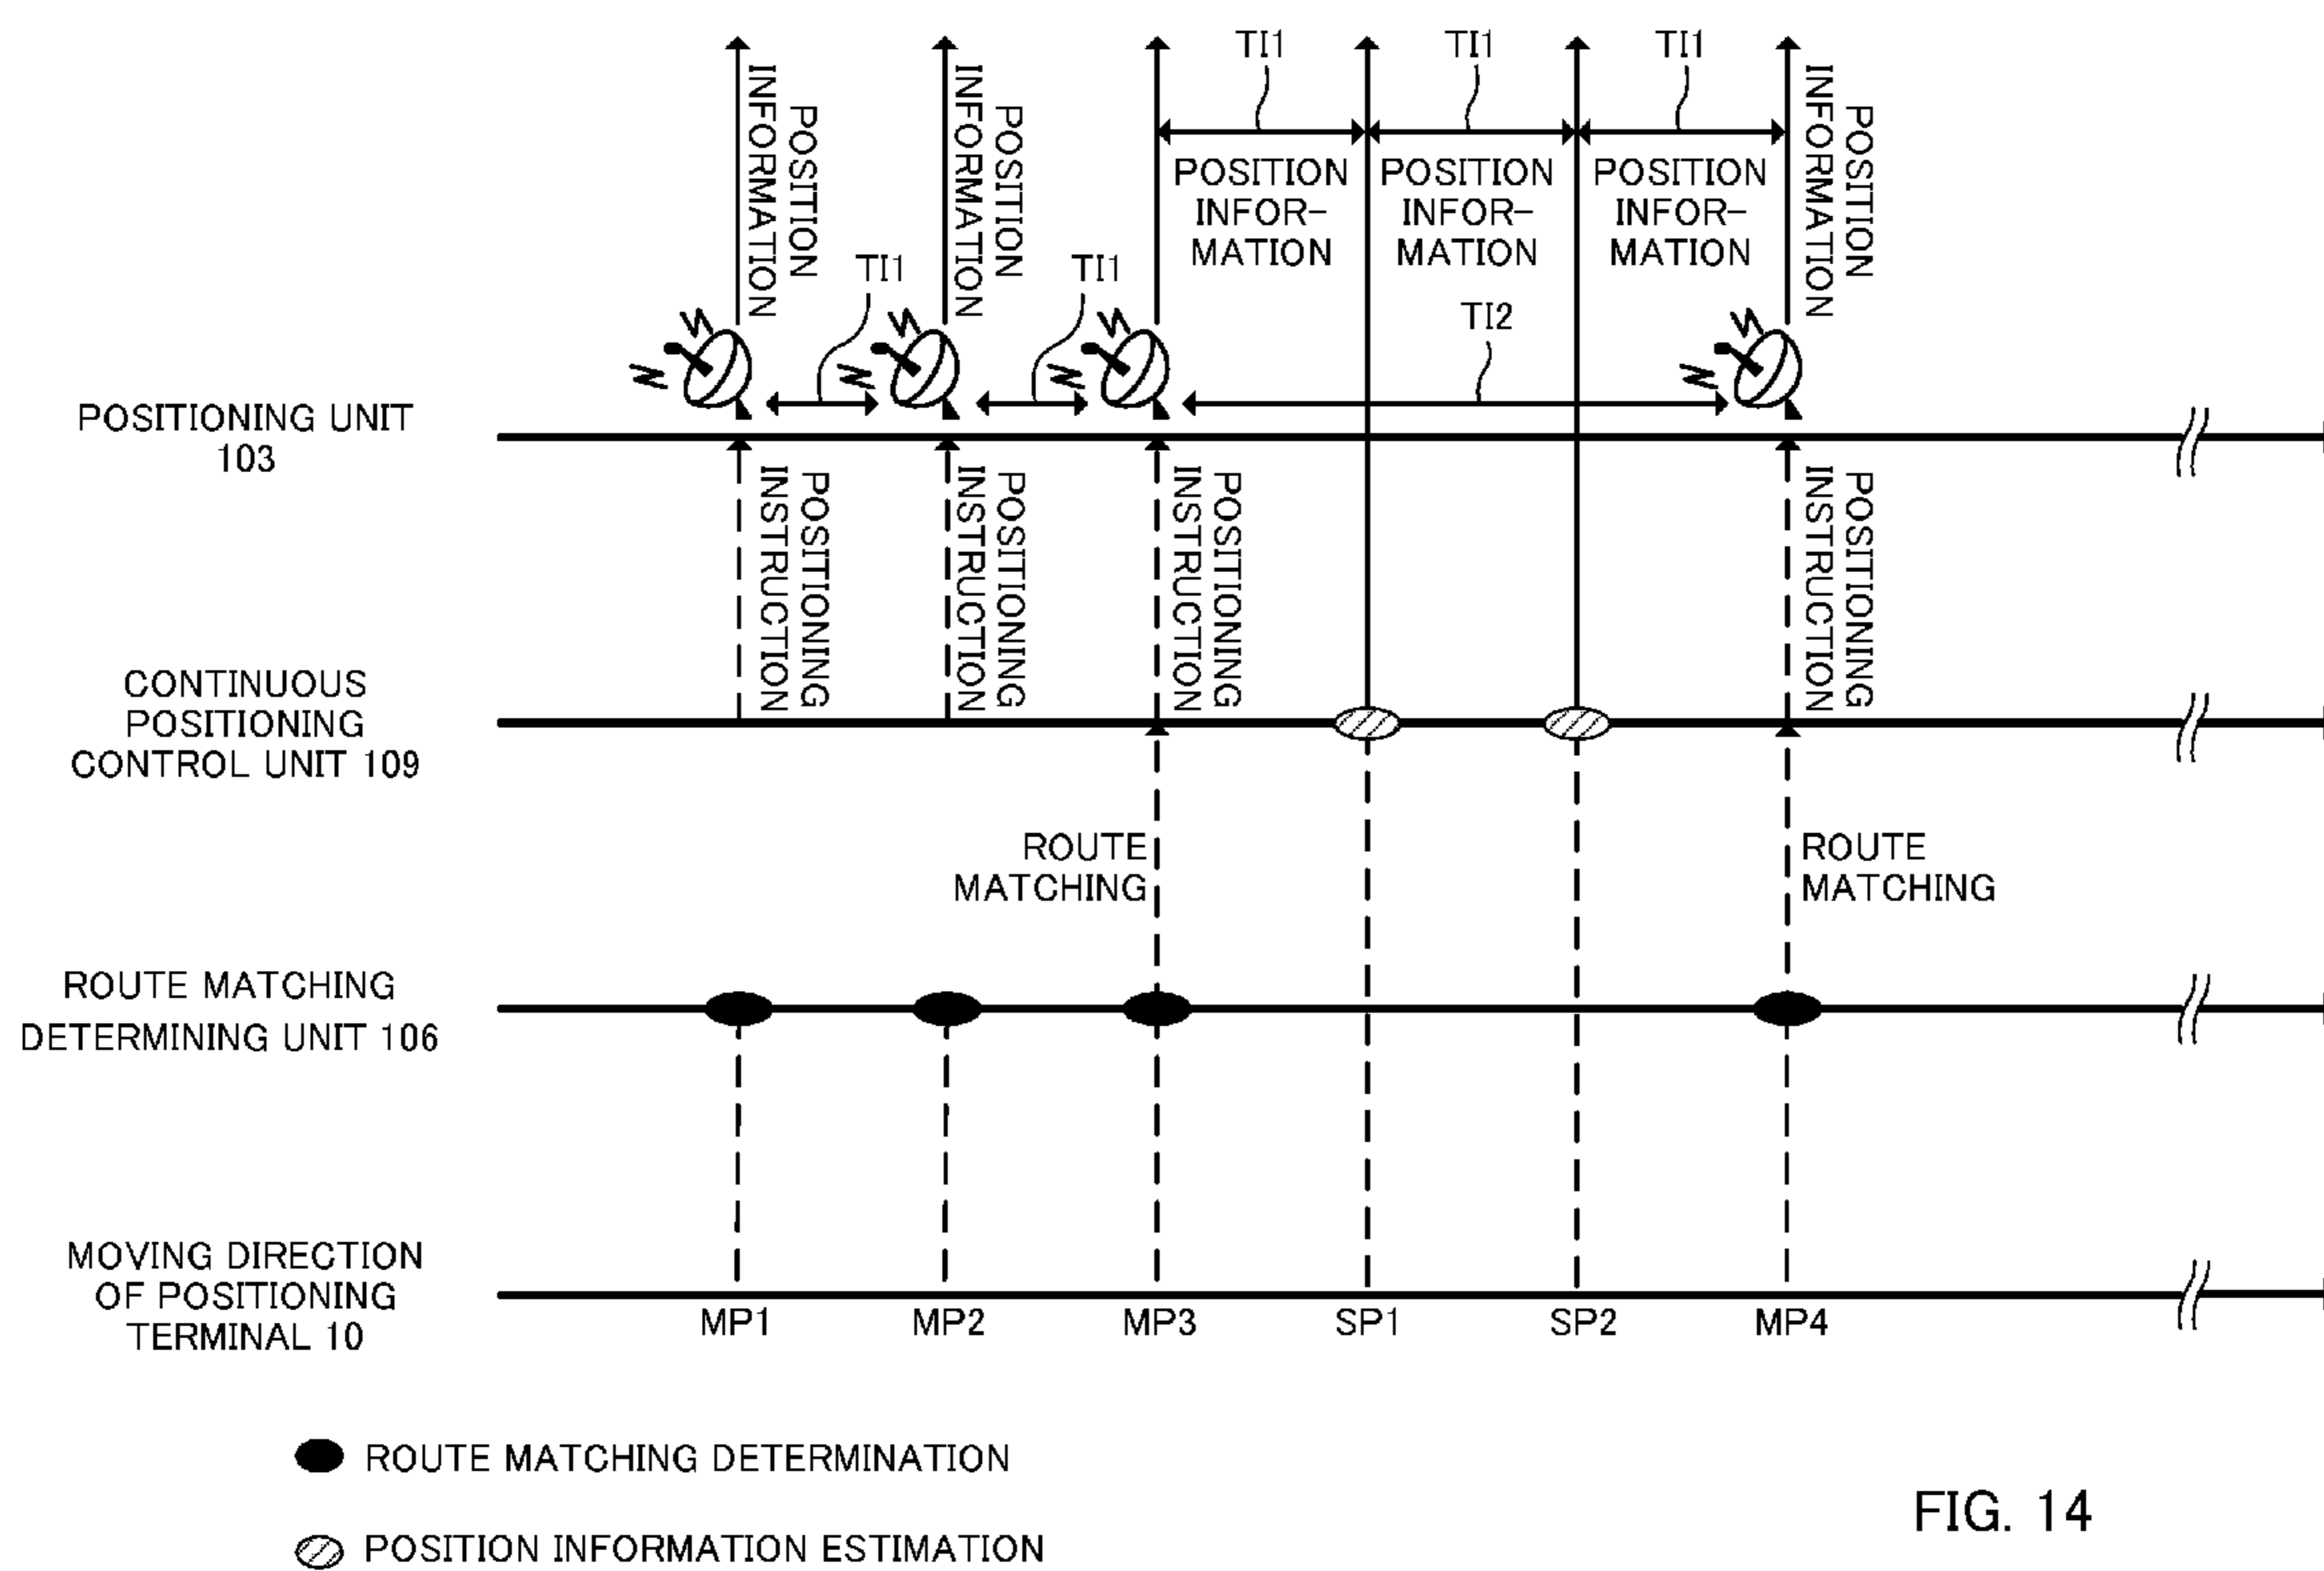 TI1
TI1
TI1
POSITION
INFORMATION
POSITION
INFORMATION
POSITION
INFOR-
MATION
POSITION
INFOR-
MATION
POSITION
INFOR-
MATION
POSITION
INFORMATION
TI1
TI1
TI2
POSITIONING UNIT
103
POSITIONING
INSTRUCTION
POSITIONING
INSTRUCTION
POSITIONING
INSTRUCTION
POSITIONING
INSTRUCTION
CONTINUOUS
POSITIONING
CONTROL UNIT 109
ROUTE
MATCHING
ROUTE
MATCHING
ROUTE MATCHING
DETERMINING UNIT 106
MOVING DIRECTION
OF POSITIONING
TERMINAL 10
MP1
MP2
MP3
SP1
SP2
MP4
ROUTE MATCHING DETERMINATION
POSITION INFORMATION ESTIMATION
FIG. 14